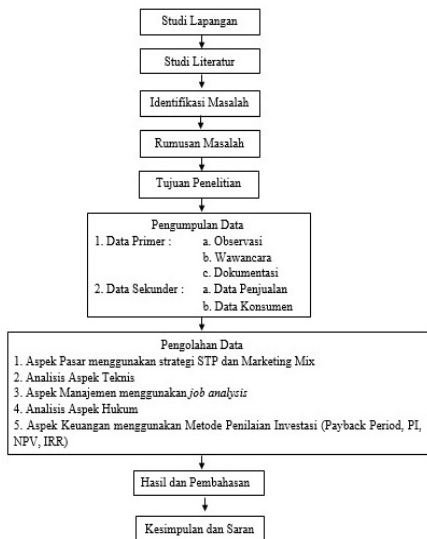 Studi Lapangan
Studi Literatur
Identifikasi Masalah
Rumusan Masalah
Tujuan Penelitian
Pengumpulan Data
1. Data Primer : a. Observasi
b. Wawancara
c. Dokumentasi
2. Data Sekunder : a. Data Penjualan
b. Data Konsumen
Pengolahan Data
1. Aspek Pasar menggunakan strategi STP dan Marketing Mix
2. Analisis Aspek Teknis
3. Aspek Manajemen menggunakan job analysis
4. Analisis Aspek Hukum
5. Aspek Keuangan menggunakan Metode Penilaian Investasi (Payback Period, PI,
NPV, IRR)
Hasil dan Pembahasan
Kesimpulan dan Saran